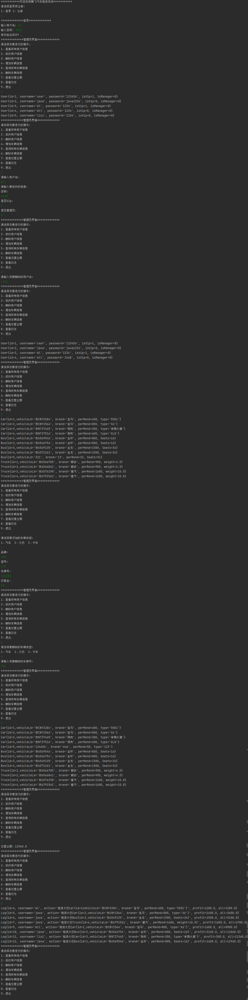 ***********欢迎来到腾飞汽车租赁系统***********
请选择登录或注册:
1、登录 2、注册
1
*************登录*************
输入用户名: wl
输入密码: 1234
身份验证成功!.
*************管理员界面*************
请选择你要进行的操作:
1、查看所有用户信息
2、修改用户信息
3、删除用户信息
4、增加车辆信息
5、查询所有车辆信息
6、删除车辆信息
7、查看总营业额
8、查看日志
9、退出
1
User{id=1, username='user', password='123456', isVip=1, isManager=0}
User{id=2, username='java', password='java1234', isVip=0, isManager=0}
User{id=3, username='wl', password='1234', isVip=1, isManager=0}
User{id=4, username='wll', password='1234', isVip=0, isManager=0}
User{id=5, username='lisi', password='1234', isVip=0, isManager=0}
*************管理员界面*************
请选择你要进行的操作:
1、查看所有用户信息
2、修改用户信息
3、删除用户信息
4、增加车辆信息
5、查询所有车辆信息
6、删除车辆信息
7、查看总营业额
8、查看日志
9、退出
2
请输入用户名:
wll
请输入要修改的信息:
密码:
2468
是否Vip:
0
是否管理员:
0
*************管理员界面*************
请选择你要进行的操作:
1、查看所有用户信息
2、修改用户信息
3、删除用户信息
4、增加车辆信息
5、查询所有车辆信息
6、删除车辆信息
7、查看总营业额
8、查看日志
9、退出
3
请输入将要删除的用户名:
lisi
*************管理员界面*************
请选择你要进行的操作:
1、查看所有用户信息
2、修改用户信息
3、删除用户信息
4、增加车辆信息
5、查询所有车辆信息
6、删除车辆信息
7、查看总营业额
8、查看日志
9、退出
1
User{id=1, username='user', password='123456', isVip=1, isManager=0}
User{id=2, username='java', password='java1234', isVip=0, isManager=0}
User{id=3, username='wl', password='1234', isVip=1, isManager=0}
User{id=4, username='wll', password='2468', isVip=0, isManager=0}
*************管理员界面*************
请选择你要进行的操作:
1、查看所有用户信息
2、修改用户信息
3、删除用户信息
4、增加车辆信息
5、查询所有车辆信息
6、删除车辆信息
7、查看总营业额
8、查看日志
9、退出
5
Car{id=1,vehicleLd='京CNY3284', brand='宝马', perRend=600, type='550i'}
Car{id=2,vehicleLd='京CNY1564', brand='宝马', perRend=800, type='X6'}
Car{id=3,vehicleLd='京NT37465', brand='别克', perRend=300, type='林荫大道'}
Car{id=4,vehicleLd='京NT37516', brand='别克', perRend=600, type='GL8'}
Bus{id=1,vehicleLd='京6569546', brand='金杯', perRend=800, Seats=16}
Bus{id=2,vehicleLd='京6566754', brand='金杯', perRend=800, Seats=16}
Bus{id=3,vehicleLd='京6549135', brand='金龙', perRend=1500, Seats=34}
Bus{id=4,vehicleLd='京6571261', brand='金龙', perRend=1500, Seats=34}
Bus{id=5,vehicleLd='321', brand='13', perRend=32, Seats=51}
Truck{id=1,vehicleLd='京6566785', brand='解放', perRend=900, weight=4.5}
Truck{id=2,vehicleLd='京6566841', brand='解放', perRend=900, weight=4.5}
Truck{id=3,vehicleLd='京6576198', brand='重汽', perRend=1600, weight=10.0}
Truck{id=4,vehicleLd='京6791561', brand='重汽', perRend=1600, weight=10.0}
*************管理员界面*************
请选择你要进行的操作:
1、查看所有用户信息
2、修改用户信息
3、删除用户信息
4、增加车辆信息
5、查询所有车辆信息
6、删除车辆信息
7、查看总营业额
8、查看日志
9、退出
4
请选择要添加的车辆类型:
1、汽车  2、大巴  3、卡车
1
品牌:
sna
型号:
123
车牌号:
134656
日租金:
50
*************管理员界面*************
请选择你要进行的操作:
1、查看所有用户信息
2、修改用户信息
3、删除用户信息
4、增加车辆信息
5、查询所有车辆信息
6、删除车辆信息
7、查看总营业额
8、查看日志
9、退出
6
请选择要删除的车辆类型:
1、汽车  2、大巴  3、卡车
2
请输入将要删除的车牌号:
321
*************管理员界面*************
请选择你要进行的操作:
1、查看所有用户信息
2、修改用户信息
3、删除用户信息
4、增加车辆信息
5、查询所有车辆信息
6、删除车辆信息
7、查看总营业额
8、查看日志
9、退出
5
Car{id=1,vehicleLd='京CNY3284', brand='宝马', perRend=600, type='550i'}
Car{id=2,vehicleLd='京CNY1564', brand='宝马', perRend=800, type='X6'}
Car{id=3,vehicleLd='京NT37465', brand='别克', perRend=300, type='林荫大道'}
Car{id=4,vehicleLd='京NT37516', brand='别克', perRend=600, type='GL8'}
Car{id=5,vehicleLd='134656', brand='sna', perRend=50, type='123'}
Bus{id=1,vehicleLd='京6569546', brand='金杯', perRend=800, Seats=16}
Bus{id=2,vehicleLd='京6566754', brand='金杯', perRend=800, Seats=16}
Bus{id=3,vehicleLd='京6549135', brand='金龙', perRend=1500, Seats=34}
Bus{id=4,vehicleLd='京6571261', brand='金龙', perRend=1500, Seats=34}
Truck{id=1,vehicleLd='京6566785', brand='解放', perRend=900, weight=4.5}
Truck{id=2,vehicleLd='京6566841', brand='解放', perRend=900, weight=4.5}
Truck{id=3,vehicleLd='京6576198', brand='重汽', perRend=1600, weight=10.0}
Truck{id=4,vehicleLd='京6791561', brand='重汽', perRend=1600, weight=10.0}
*************管理员界面*************
请选择你要进行的操作:
1、查看所有用户信息
2、修改用户信息
3、删除用户信息
4、增加车辆信息
5、查询所有车辆信息
6、删除车辆信息
7、查看总营业额
8、查看日志
9、退出
7
总营业额: 12960.0
*************管理员界面*************
请选择你要进行的操作:
1、查看所有用户信息
2、修改用户信息
3、删除用户信息
4、增加车辆信息
5、查询所有车辆信息
6、删除车辆信息
7、查看总营业额
8、查看日志
9、退出
8
Log{id=4, username='wl', action='租赁大巴Car{id=1vehicleLd='京CNY3284', brand='宝马', perRend=600, type='550i'}', profit=1200.0, all=1200.0}
Log{id=5, username='java', action='租赁大巴Car{id=2,vehicleLd='京CNY1564', brand='宝马', perRend=800, type='X6'}', profit=2400.0, all=3600.0}
Log{id=6, username='java', action='租赁大巴Bus{id=3,vehicleLd='京6549135', brand='金龙', perRend=1500, Seats=34}', profit=1500.0, all=5100.0}
Log{id=7, username='java', action='租赁大巴Truck{id=4,vehicleLd='京6791561', brand='重汽', perRend=1600, weight=10.0}', profit=1600.0, all=6700.0}
Log{id=9, username='wll', action='租赁大巴Car{id=2,vehicleLd='京CNY1564', brand='宝马', perRend=800, type='X6'}', profit=1600.0, all=8900.0}
Log{id=10, username='java', action='租赁大巴Bus{id=2,vehicleLd='京6566754', brand='金杯', perRend=800, Seats=16}', profit=2160.0, all=11060.0}
Log{id=11, username='lisi', action='租赁大巴Car{id=3,vehicleLd='京NT37465', brand='别克', perRend=300, type='林荫大道'}', profit=300.0, all=11360.0}
Log{id=12, username='java', action='租赁大巴Bus{id=1,vehicleLd='京6569546', brand='金杯', perRend=800, Seats=16}', profit=1600.0, all=12960.0}
*************管理员界面*************
请选择你要进行的操作:
1、查看所有用户信息
2、修改用户信息
3、删除用户信息
4、增加车辆信息
5、查询所有车辆信息
6、删除车辆信息
7、查看总营业额
8、查看日志
9、退出